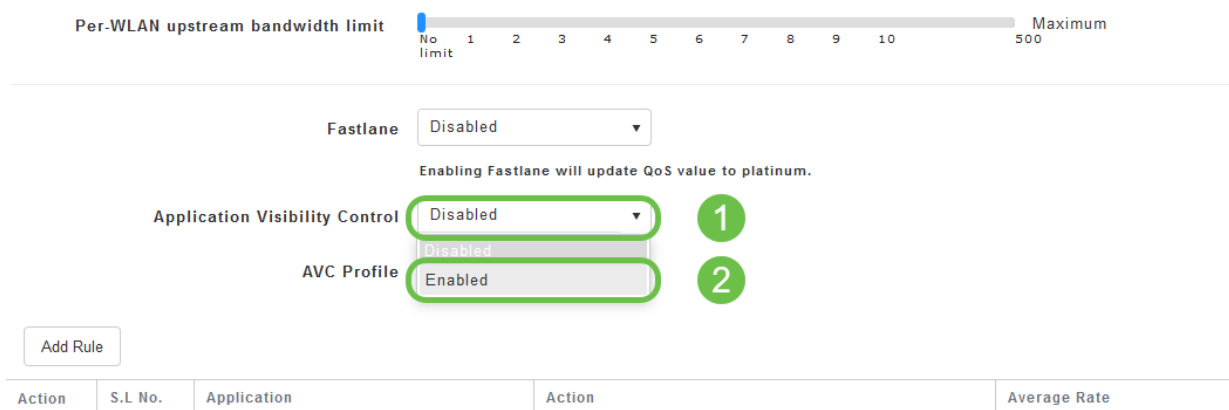 Per-WLAN upstream bandwidth limit
Maximum
No limit 1 2 3 4 5 6 7 8 9 10 500
Fastlane Disabled
Enabling Fastlane will update QoS value to platinum.
Application Visibility Control Disabled 1
Disabled
AVC Profile Enabled 2
Add Rule
Action S.L No. Application Action Average Rate